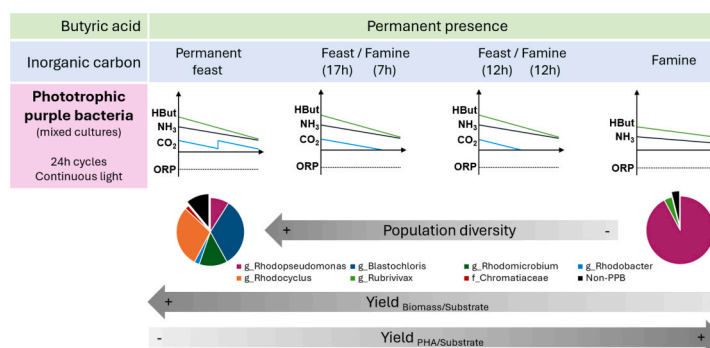 Butyric acid
Permanent presence
Inorganic carbon
Permanent
feast
Feast / Famine
(17h) (7h)
Feast / Famine
(12h) (12h)
Famine
Phototrophic
purple bacteria
(mixed cultures)
24h cycles
Continuous light
HBut
NH3
CO2
ORP
HBut
NH3
CO2
ORP
HBut
NH3
CO2
ORP
HBut
NH3
ORP
+ Population diversity -
g_Rhodopseudomonas g_Blastochloris g_Rhodomicrobium g_Rhodobacter
g_Rhodocyclus g_Rubrivivax f_Chromatiaceae Non-PPB
+ Yield Biomass/Substrate
- Yield PHA/Substrate +